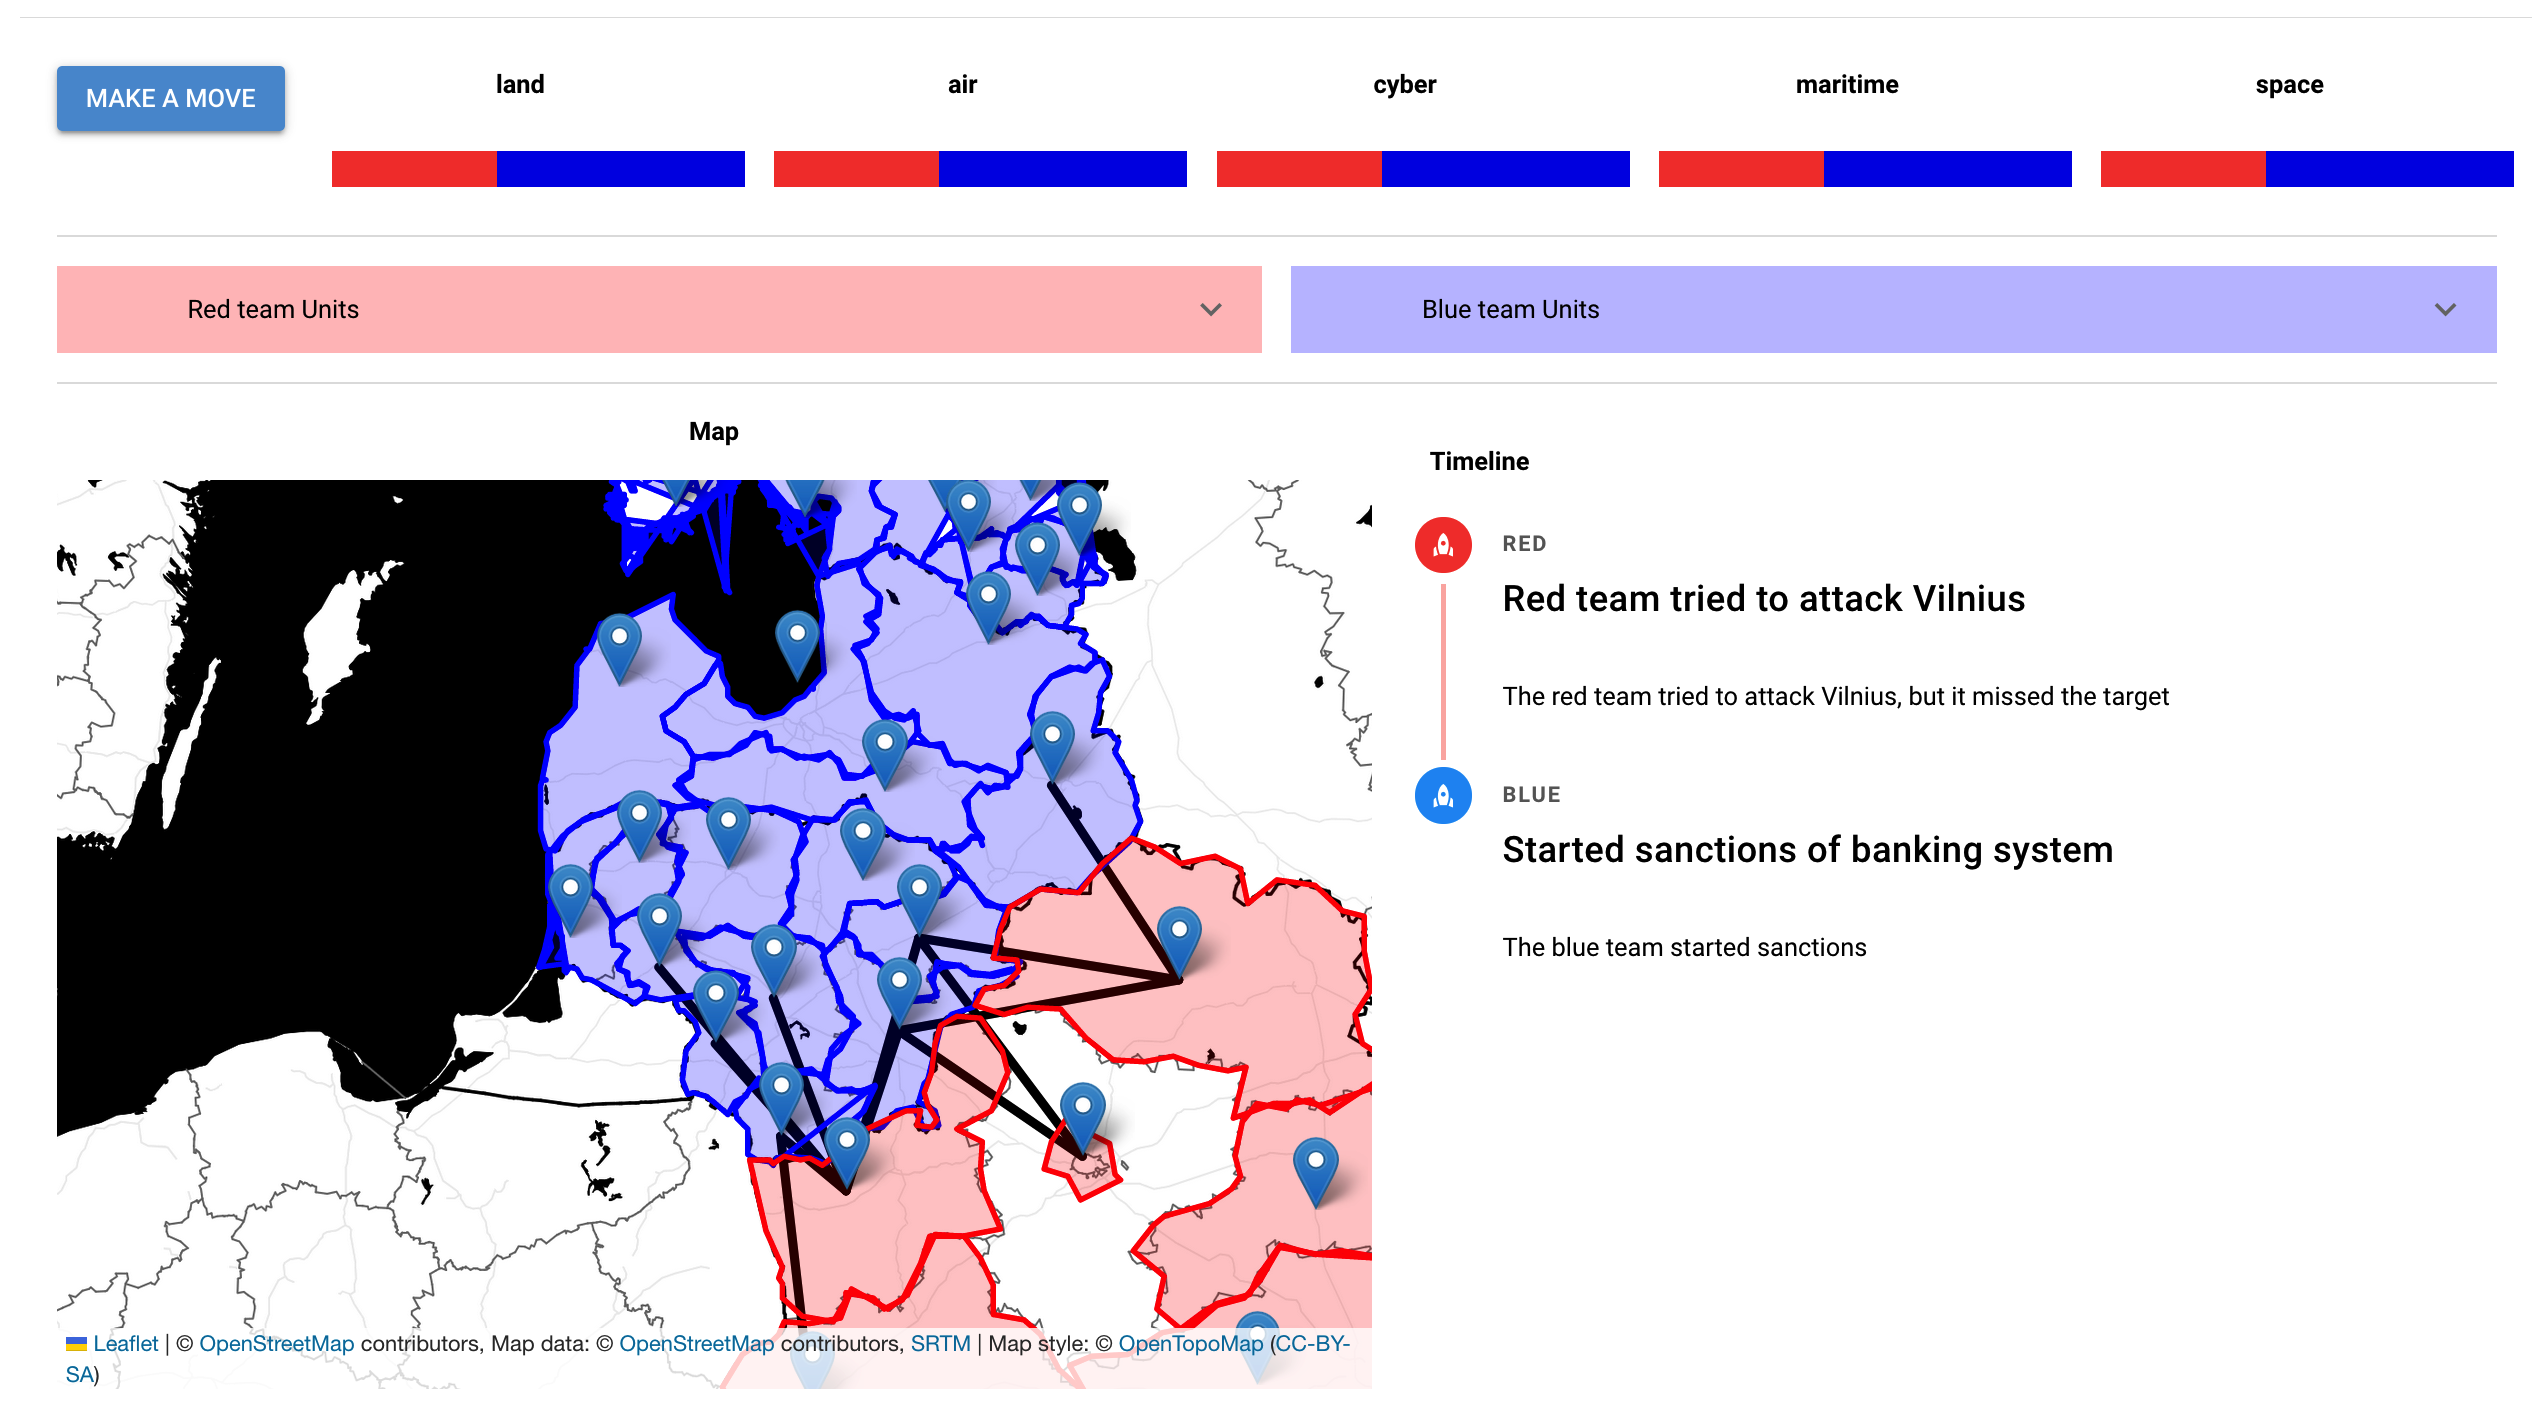 MAKE A MOVE
land
air
cyber
maritime
space
Red team Units
Blue team Units
Map
Timeline
RED
Red team tried to attack Vilnius
The red team tried to attack Vilnius, but it missed the target
BLUE
Started sanctions of banking system
The blue team started sanctions
Leaflet | © OpenStreetMap contributors, Map data: © OpenStreetMap contributors, SRTM | Map style: © OpenTopoMap (CC-BY-
SA)